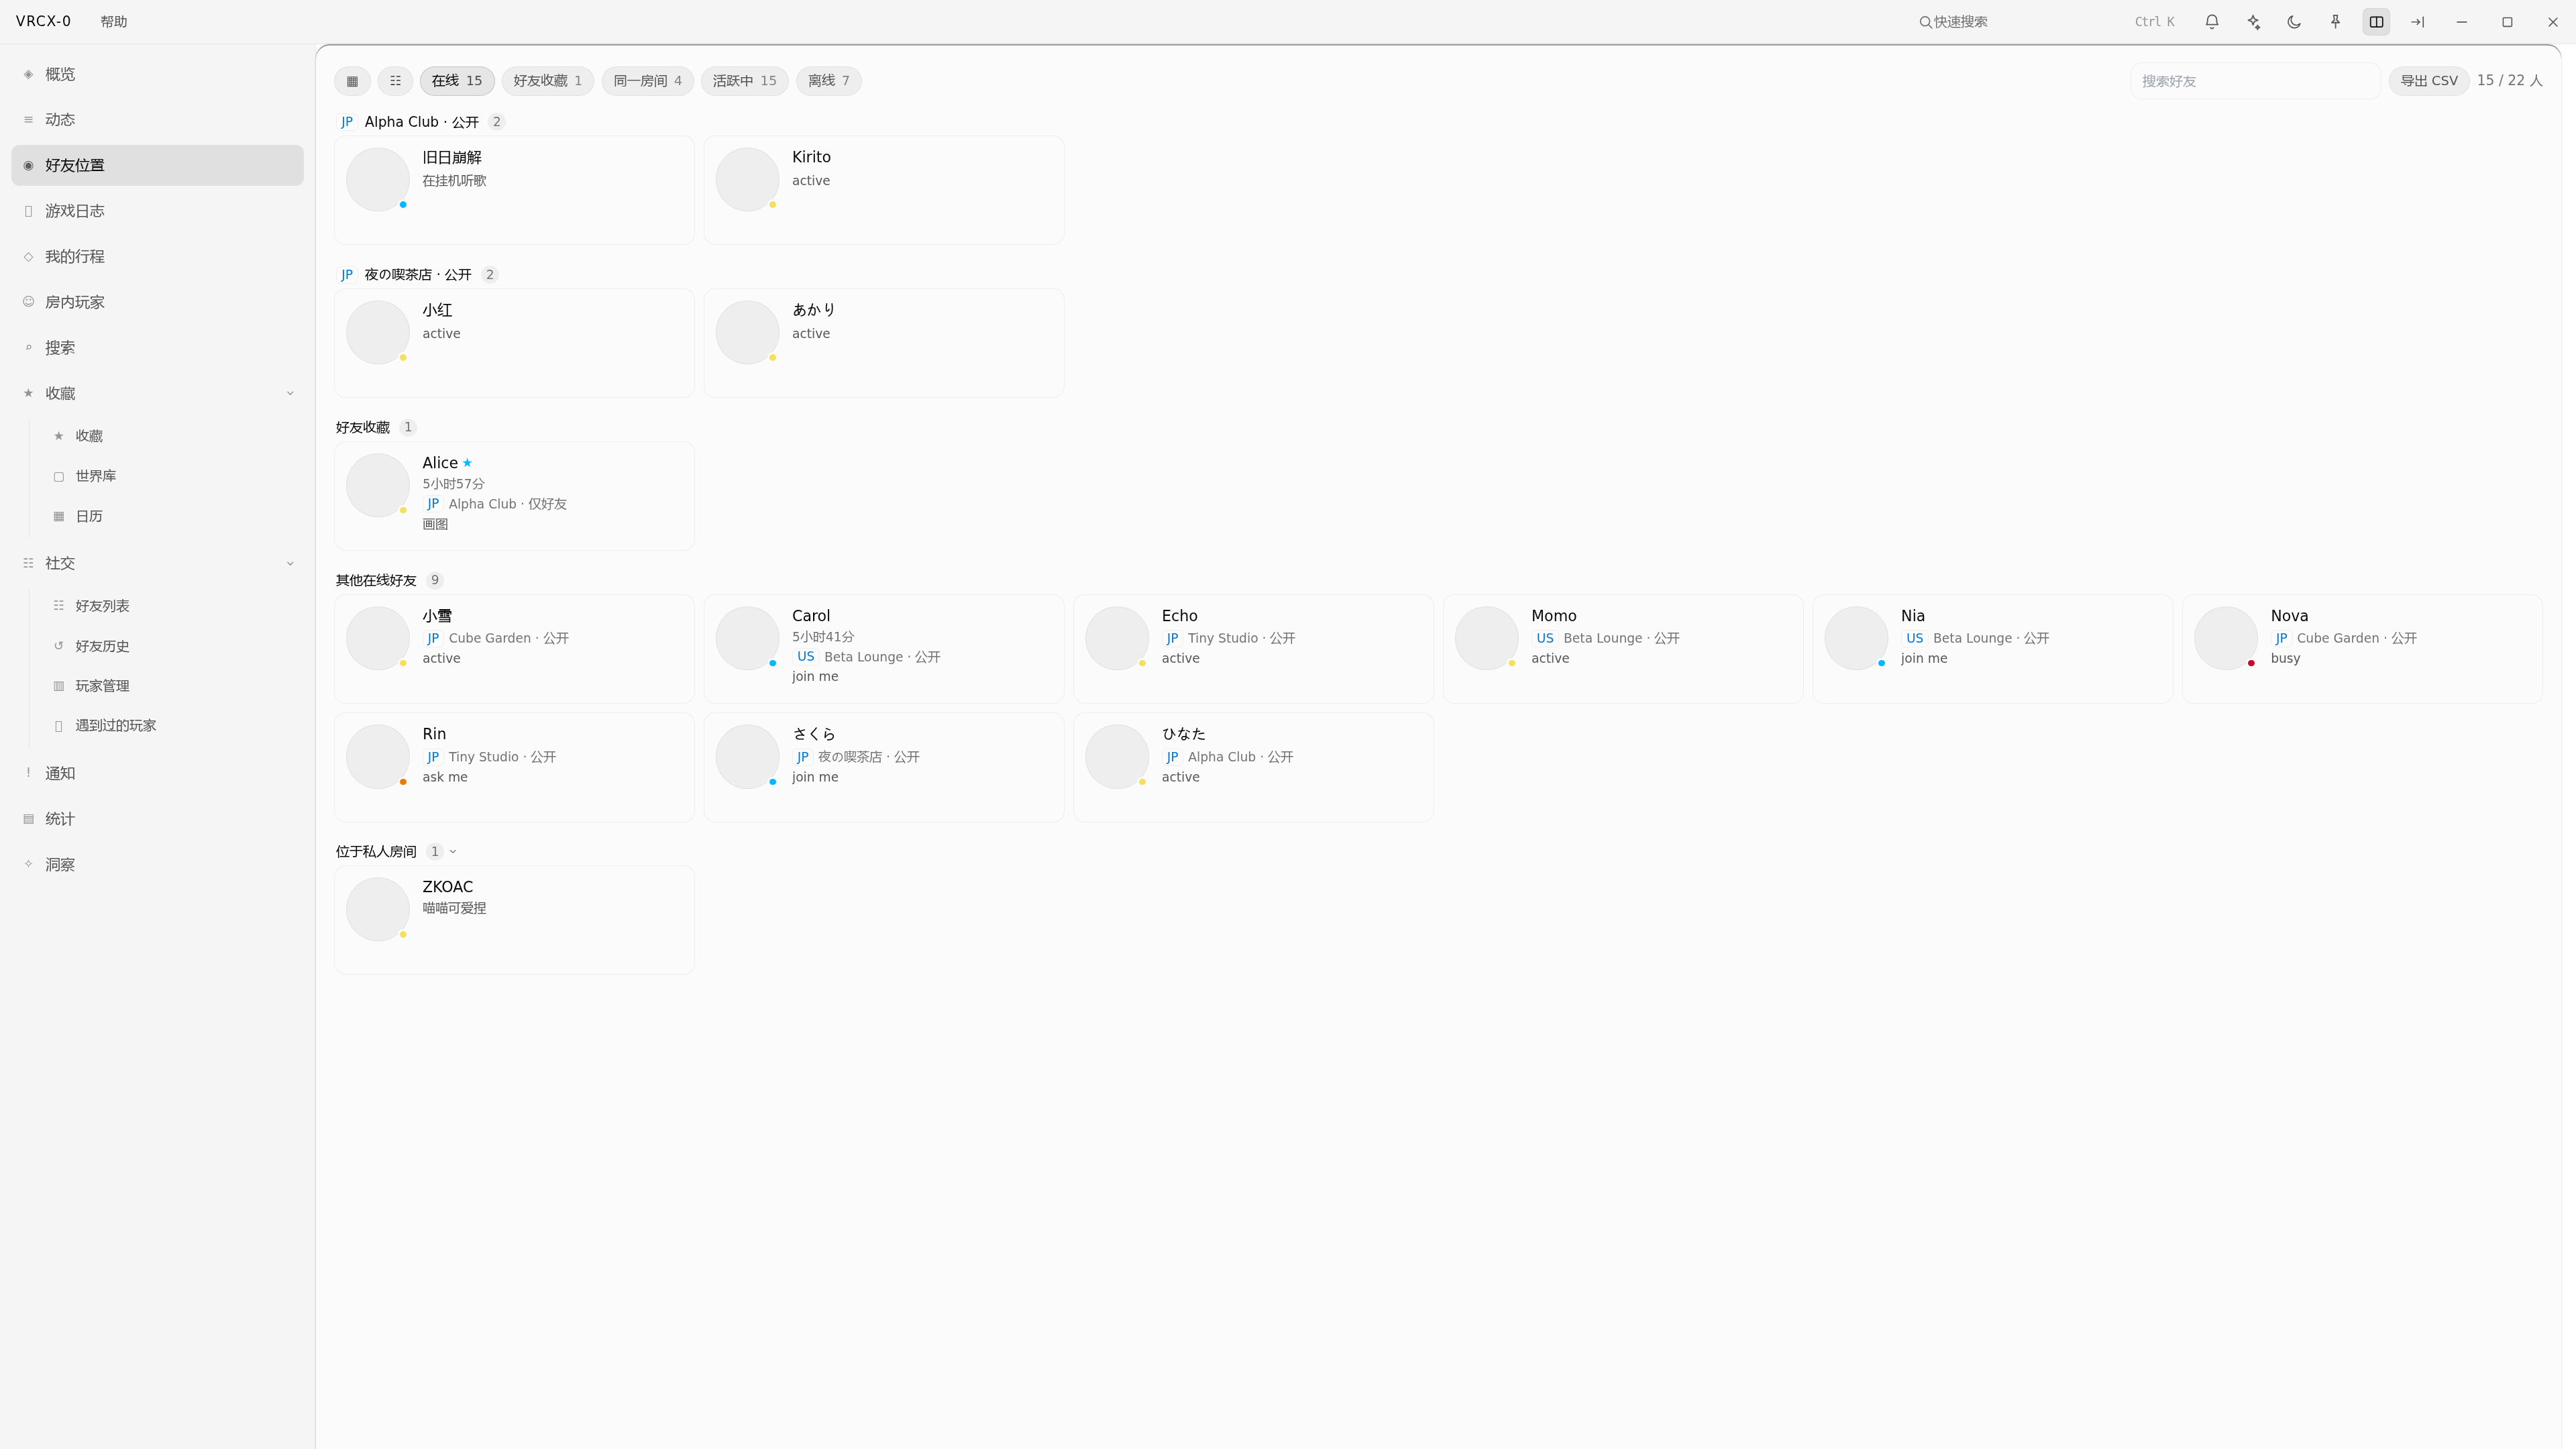 VRCX-0 帮助 快速搜索 Ctrl K
概览
动态
好友位置
游戏日志
我的行程
房内玩家
搜索
收藏
收藏
世界库
日历
社交
好友列表
好友历史
玩家管理
遇到过的玩家
通知
统计
洞察
在线 15 好友收藏 1 同一房间 4 活跃中 15 离线 7 搜索好友 导出 CSV 15 / 22 人
JP Alpha Club · 公开 2
旧日崩解
在挂机听歌
Kirito
active
JP 夜の喫茶店 · 公开 2
小红
active
あかり
active
好友收藏 1
Alice ★
5小时57分
JP Alpha Club · 仅好友
画图
其他在线好友 9
小雪
JP Cube Garden · 公开
active
Carol
5小时41分
US Beta Lounge · 公开
join me
Echo
JP Tiny Studio · 公开
active
Momo
US Beta Lounge · 公开
active
Nia
US Beta Lounge · 公开
join me
Nova
JP Cube Garden · 公开
busy
Rin
JP Tiny Studio · 公开
ask me
さくら
JP 夜の喫茶店 · 公开
join me
ひなた
JP Alpha Club · 公开
active
位于私人房间 1
ZKOAC
喵喵可爱捏